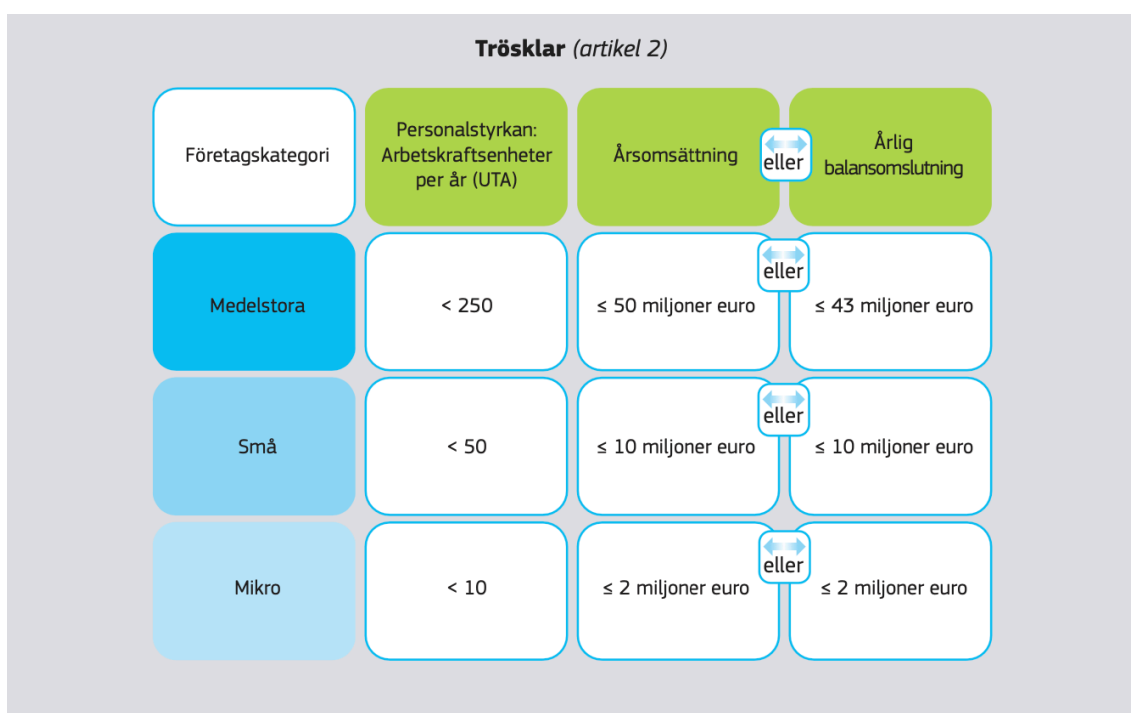 Trösklar (artikel 2)
Företagskategori
Personalstyrkan:
Arbetskraftsenheter
per år (UTA)
Årsomsättning
eller
Årlig
balansomslutning
Medelstora
< 250
≤ 50 miljoner euro
eller
≤ 43 miljoner euro
Små
< 50
≤ 10 miljoner euro
eller
≤ 10 miljoner euro
Mikro
< 10
≤ 2 miljoner euro
eller
≤ 2 miljoner euro